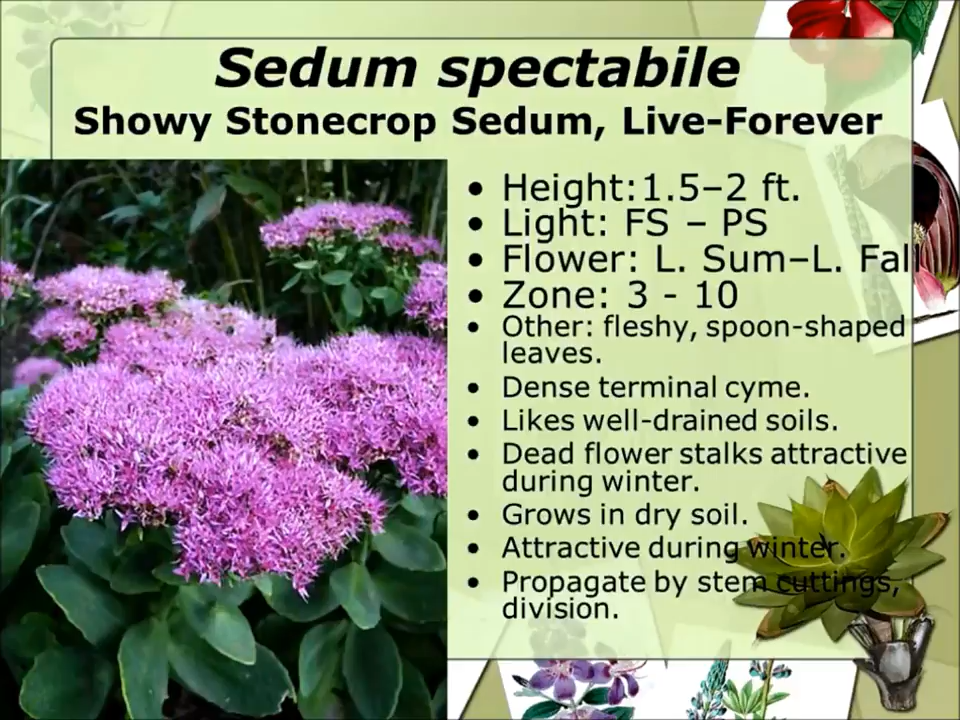 Sedum spectabile
Showy Stonecrop Sedum, Live-Forever
• Height:1.5–2 ft.
• Light: FS – PS
• Flower: L. Sum–L. Fall
• Zone: 3 - 10
• Other: fleshy, spoon-shaped
leaves.
• Dense terminal cyme.
• Likes well-drained soils.
• Dead flower stalks attractive
during winter.
• Grows in dry soil.
• Attractive during winter.
• Propagate by stem cuttings,
division.